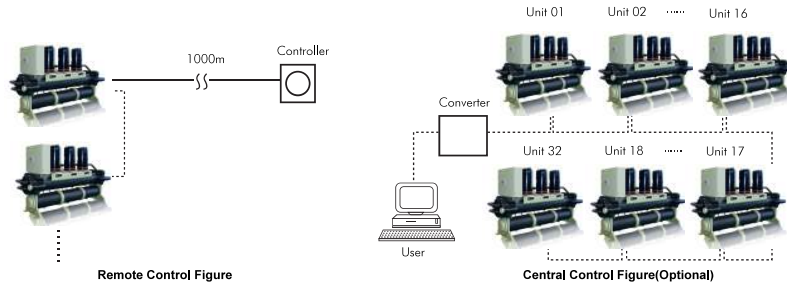 1000m
Controller
Remote Control Figure
Unit 01 Unit 02 ...... Unit 16
Converter
Unit 32 Unit 18 ...... Unit 17
User
Central Control Figure(Optional)